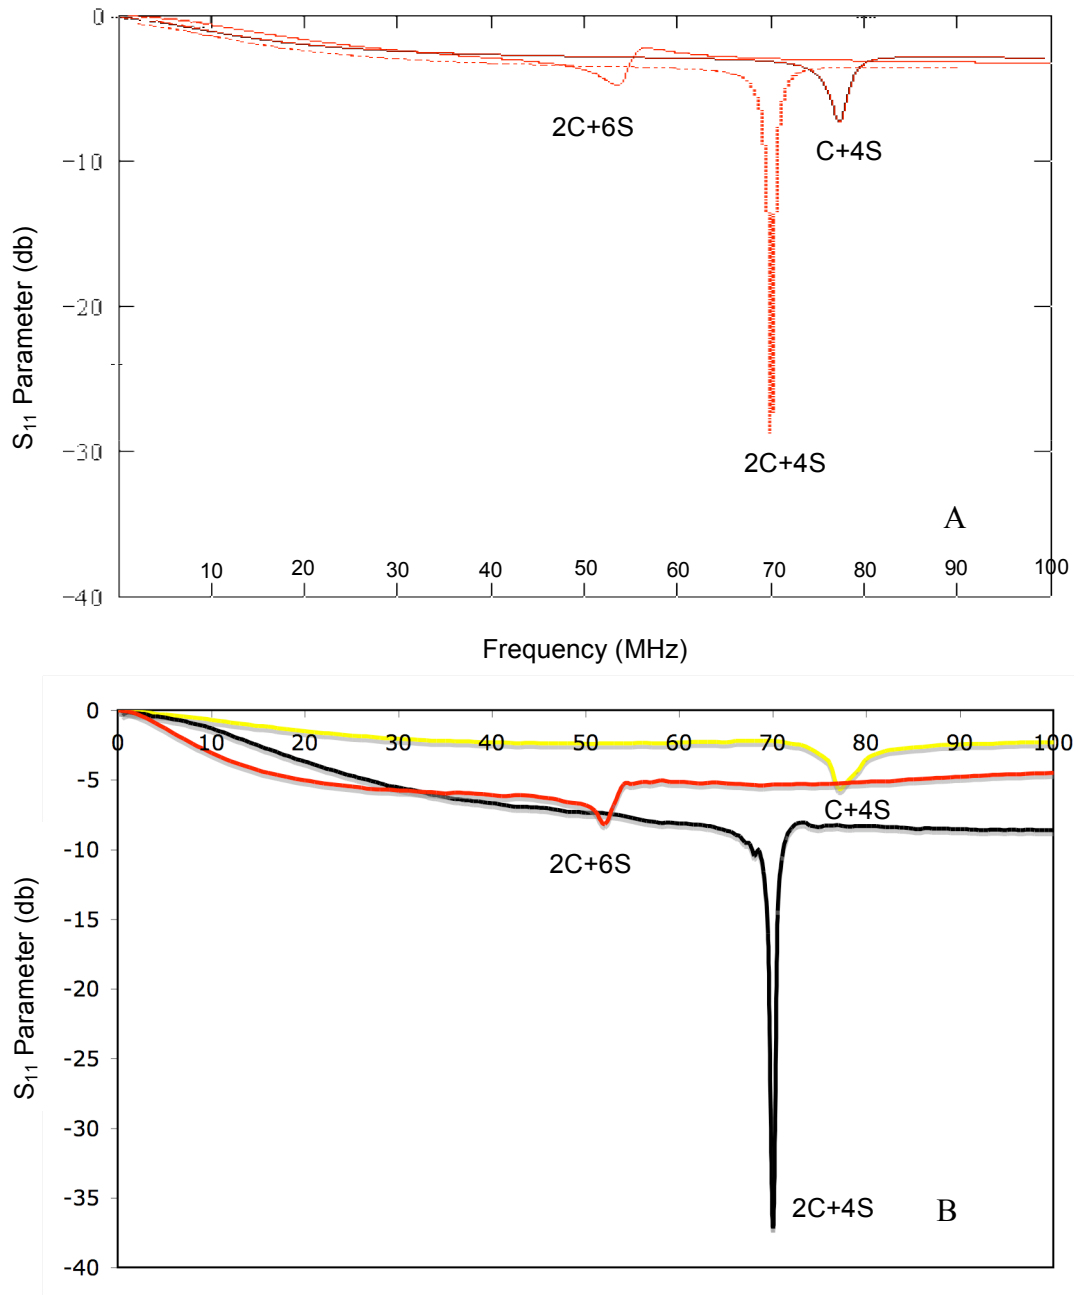 0
2C+6S
C+4S
-10
S₁₁ Parameter (db)
-20
-30
2C+4S
A
10 20 30 40 50 60 70 80 90 100
-40
Frequency (MHz)
0
0 10 20 30 40 50 60 70 80 90 100
-5
C+4S
-10
2C+6S
S₁₁ Parameter (db)
-15
-20
-25
-30
-35
2C+4S B
-40